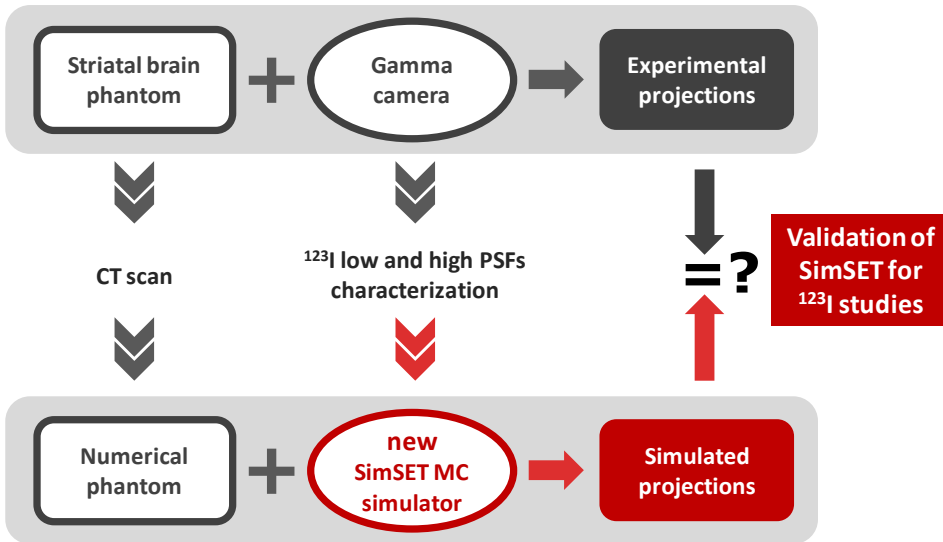 Striatal brain
phantom
+
Gamma
camera
Experimental
projections
CT scan
¹²³I low and high PSFs
characterization
=?
Validation of
SimSET for
¹²³I studies
Numerical
phantom
+
new
SimSET MC
simulator
Simulated
projections